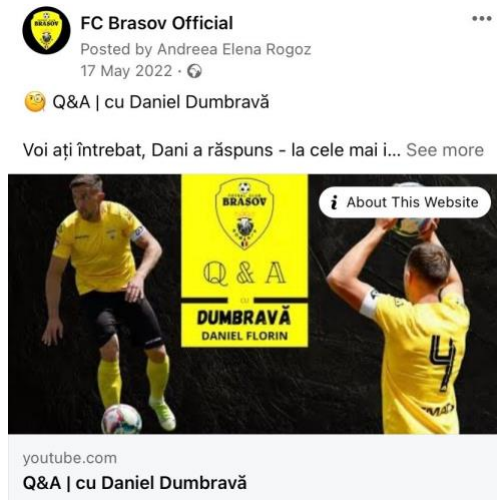 FC Brasov Official
Posted by Andreea Elena Rogoz
17 May 2022 ·
Q&A | cu Daniel Dumbravă
Voi ați întrebat, Dani a răspuns - la cele mai i... See more
BRASOV
i About This Website
Q & A
CU
DUMBRAVĂ
DANIEL FLORIN
4
youtube.com
Q&A | cu Daniel Dumbravă